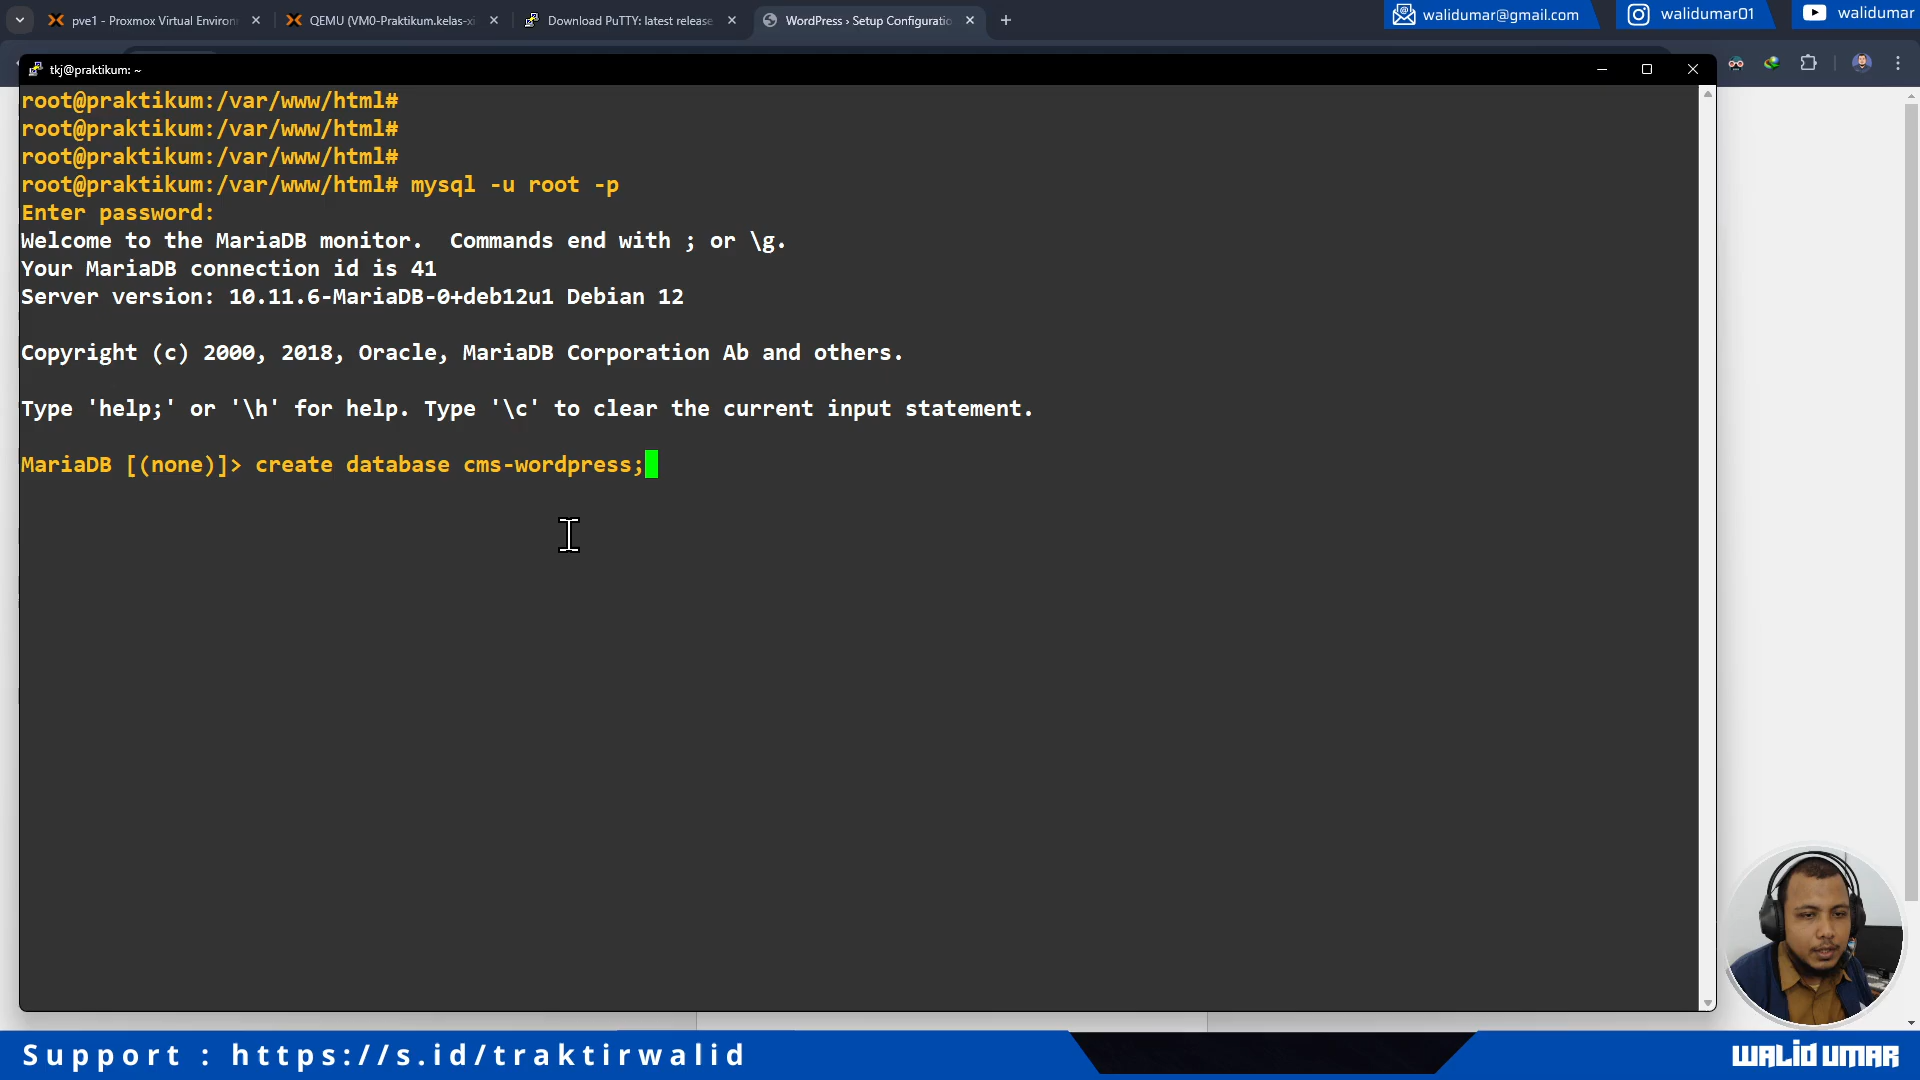 pve1 - Proxmox Virtual Environ
QEMU (VM0-Praktikum.kelas-xi
Download PuTTY: latest release
WordPress › Setup Configuratio
walidumar@gmail.com
walidumar01
walidumar
tkj@praktikum: ~
root@praktikum:/var/www/html#
root@praktikum:/var/www/html#
root@praktikum:/var/www/html#
root@praktikum:/var/www/html# mysql -u root -p
Enter password:
Welcome to the MariaDB monitor.  Commands end with ; or \g.
Your MariaDB connection id is 41
Server version: 10.11.6-MariaDB-0+deb12u1 Debian 12
Copyright (c) 2000, 2018, Oracle, MariaDB Corporation Ab and others.
Type 'help;' or '\h' for help. Type '\c' to clear the current input statement.
MariaDB [(none)]> create database cms-wordpress;
Support : https://s.id/traktirwalid
WALID UMAR